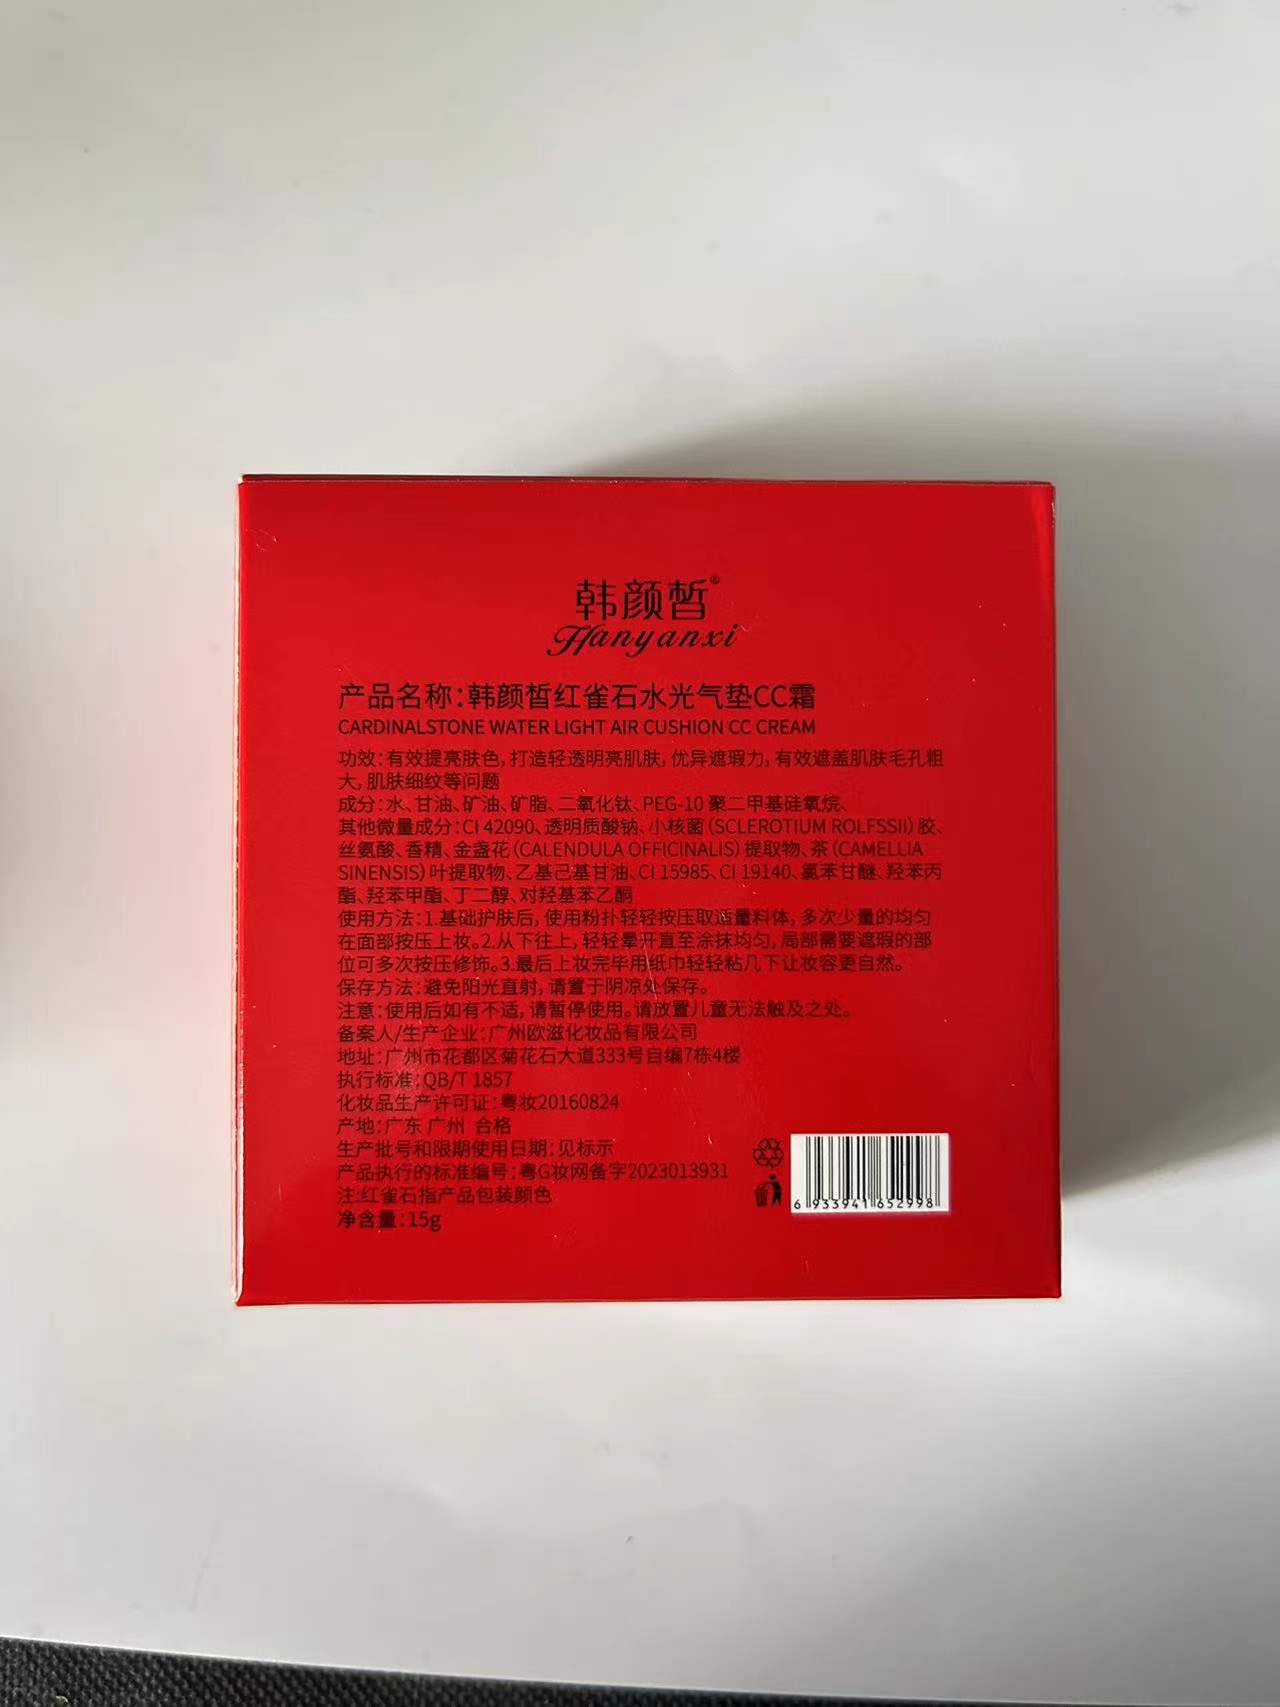 韩颜皙®
Hanyanxi
产品名称:韩颜皙红雀石水光气垫CC霜
CARDINALSTONE WATER LIGHT AIR CUSHION CC CREAM
功效:有效提亮肤色,打造轻透明亮肌肤,优异遮瑕力,有效遮盖肌肤毛孔粗
大,肌肤细纹等问题
成分:水、甘油、矿油、矿脂、二氧化钛、PEG-10 聚二甲基硅氧烷、
其他微量成分:CI 42090、透明质酸钠、小核菌(SCLEROTIUM ROLFSSII)胶、
丝氨酸、香精、金盏花(CALENDULA OFFICINALIS)提取物、茶(CAMELLIA
SINENSIS)叶提取物、乙基己基甘油、CI 15985、CI 19140、氯苯甘醚、羟苯丙
酯、羟苯甲酯、丁二醇、对羟基苯乙酮
使用方法:1.基础护肤后,使用粉扑轻轻按压取适量料体,多次少量的均匀
在面部按压上妆。2.从下往上,轻轻晕开直至涂抹均匀,局部需要遮瑕的部
位可多次按压修饰。3.最后上妆完毕用纸巾轻轻粘几下让妆容更自然。
保存方法:避免阳光直射,请置于阴凉处保存。
注意:使用后如有不适,请暂停使用。请放置儿童无法触及之处。
备案人/生产企业:广州欧滋化妆品有限公司
地址:广州市花都区菊花石大道333号自编7栋4楼
执行标准:QB/T 1857
化妆品生产许可证:粤妆20160824
产地:广东 广州 合格
生产批号和限期使用日期:见标示
产品执行的标准编号:粤G妆网备字2023013931
注:红雀石指产品包装颜色
净含量:15g
6 933941 652998